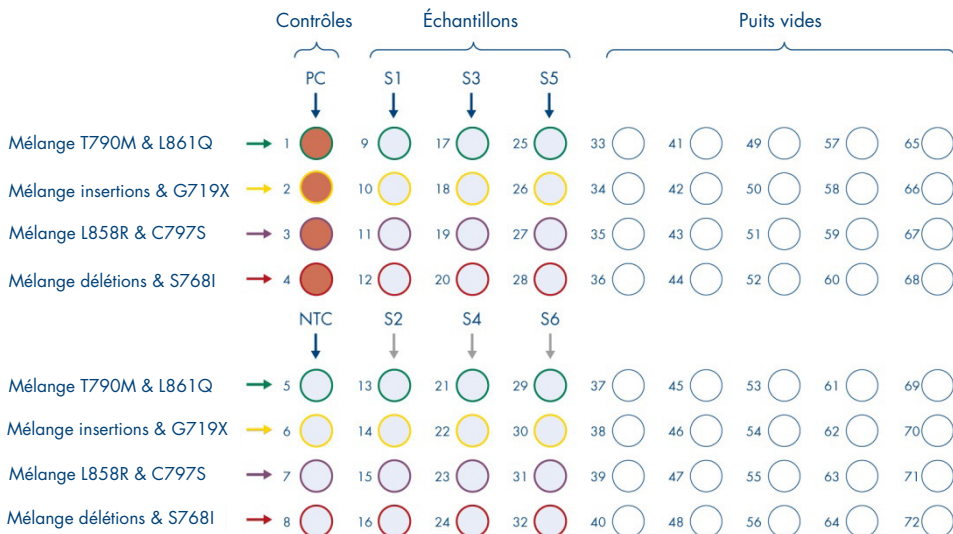 Contrôles Échantillons Puits vides
PC S1 S3 S5
Mélange T790M & L861Q 1 9 17 25 33 41 49 57 65
Mélange insertions & G719X 2 10 18 26 34 42 50 58 66
Mélange L858R & C797S 3 11 19 27 35 43 51 59 67
Mélange délétions & S768I 4 12 20 28 36 44 52 60 68
NTC S2 S4 S6
Mélange T790M & L861Q 5 13 21 29 37 45 53 61 69
Mélange insertions & G719X 6 14 22 30 38 46 54 62 70
Mélange L858R & C797S 7 15 23 31 39 47 55 63 71
Mélange délétions & S768I 8 16 24 32 40 48 56 64 72